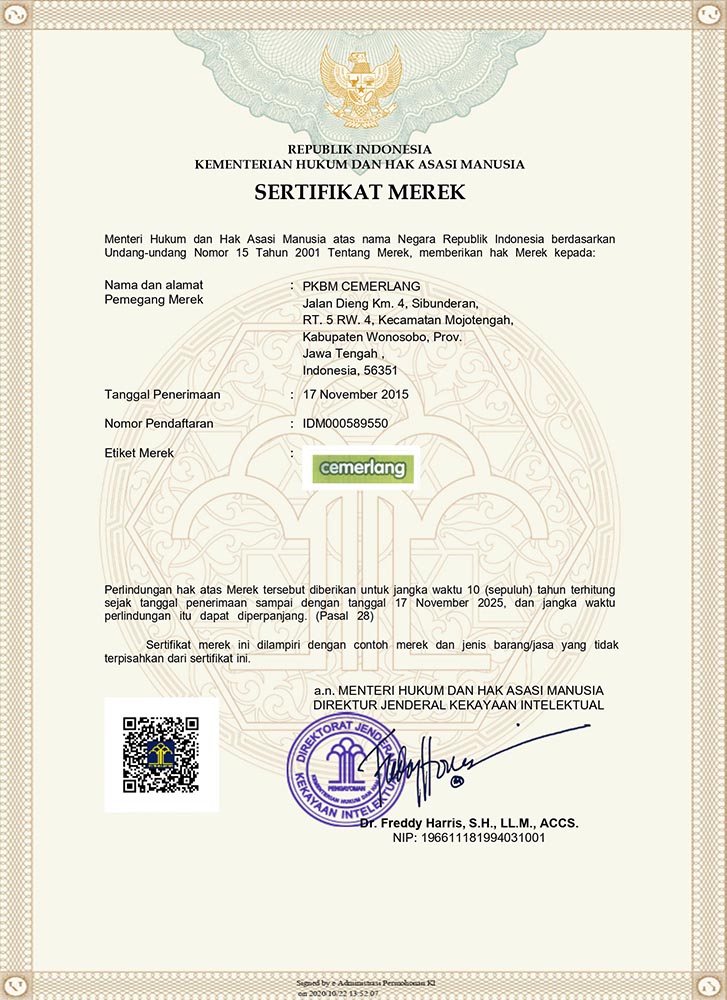 REPUBLIK INDONESIA
KEMENTERIAN HUKUM DAN HAK ASASI MANUSIA
SERTIFIKAT MEREK
Menteri Hukum dan Hak Asasi Manusia atas nama Negara Republik Indonesia berdasarkan
Undang-undang Nomor 15 Tahun 2001 Tentang Merek, memberikan hak Merek kepada:
Nama dan alamat : PKBM CEMERLANG
Pemegang Merek
Jalan Dieng Km. 4, Sibunderan,
RT. 5 RW. 4, Kecamatan Mojotengah,
Kabupaten Wonosobo, Prov.
Jawa Tengah ,
Indonesia, 56351
Tanggal Penerimaan : 17 November 2015
Nomor Pendaftaran : IDM000589550
Etiket Merek :
cemerlang
Perlindungan hak atas Merek tersebut diberikan untuk jangka waktu 10 (sepuluh) tahun terhitung
sejak tanggal penerimaan sampai dengan tanggal 17 November 2025, dan jangka waktu
perlindungan itu dapat diperpanjang. (Pasal 28)
Sertifikat merek ini dilampiri dengan contoh merek dan jenis barang/jasa yang tidak
terpisahkan dari sertifikat ini.
a.n. MENTERI HUKUM DAN HAK ASASI MANUSIA
DIREKTUR JENDERAL KEKAYAAN INTELEKTUAL
DIREKTORAT JENDERAL
PENGAYOMAN
KEMENTERIAN HUKUM DAN HAM
KEKAYAAN INTELEKTUAL
Dr. Freddy Harris, S.H., LL.M., ACCS.
NIP: 196611181994031001
Signed by e Administrasi Permohonan KI
on 2020/10/22 13:52:07